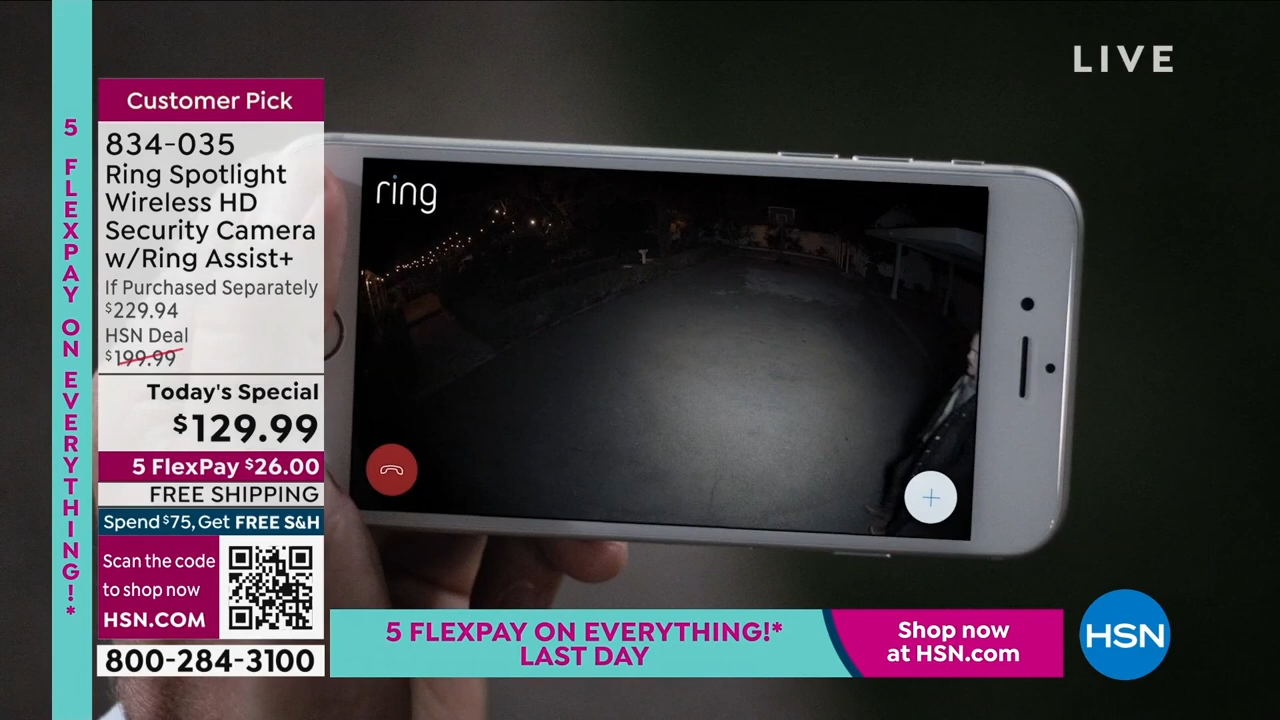 LIVE
5 FLEXPAY ON EVERYTHING!*
Customer Pick
834-035
Ring Spotlight
Wireless HD
Security Camera
w/Ring Assist+
If Purchased Separately
$229.94
HSN Deal
$199.99
Today's Special
$129.99
5 FlexPay $26.00
FREE SHIPPING
Spend $75, Get FREE S&H
Scan the code
to shop now
HSN.COM
800-284-3100
ring
5 FLEXPAY ON EVERYTHING!*
LAST DAY
Shop now
at HSN.com
HSN